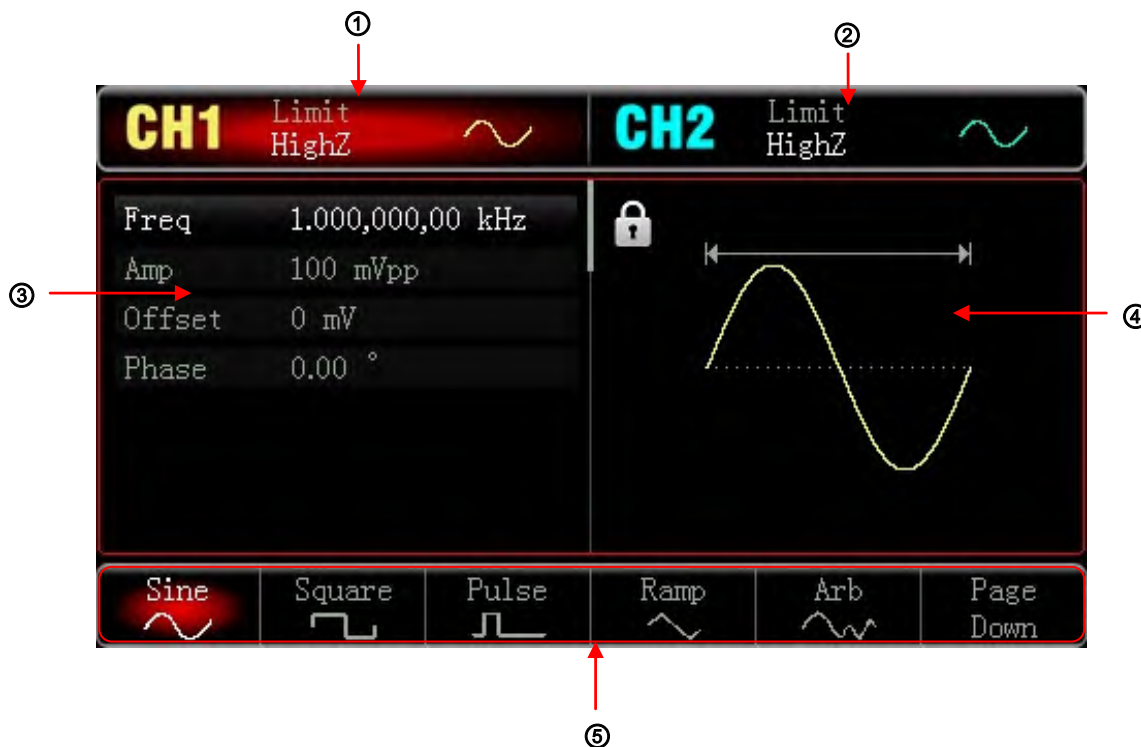 ① ②
CH1 Limit HighZ CH2 Limit HighZ
Freq 1.000,000,00 kHz
Amp 100 mVpp
③ ④
Offset 0 mV
Phase 0.00 °
Sine Square Pulse Ramp Arb Page Down
⑤